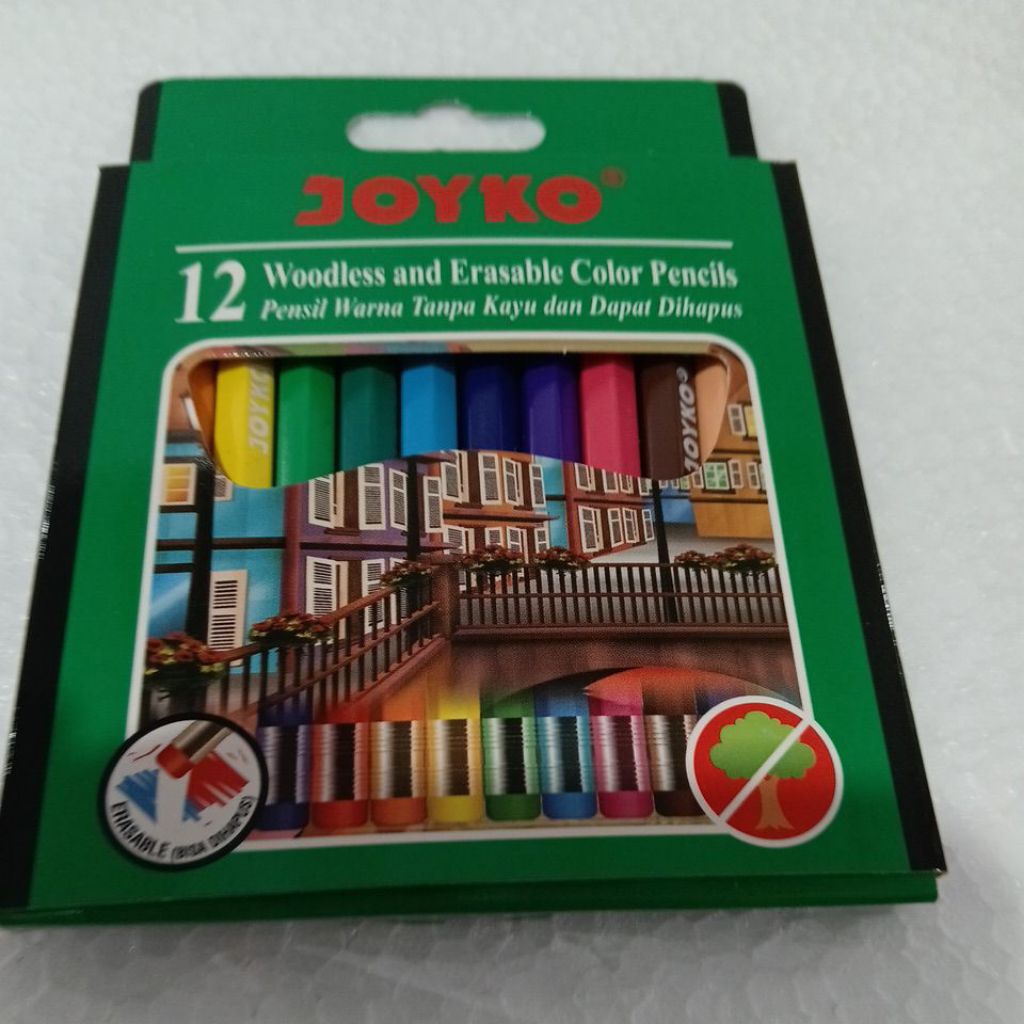 JOYKO®
12 Woodless and Erasable Color Pencils
Pensil Warna Tanpa Kayu dan Dapat Dihapus
JOYKO
JOYKO®
ERASABLE (BISA DIHAPUS)